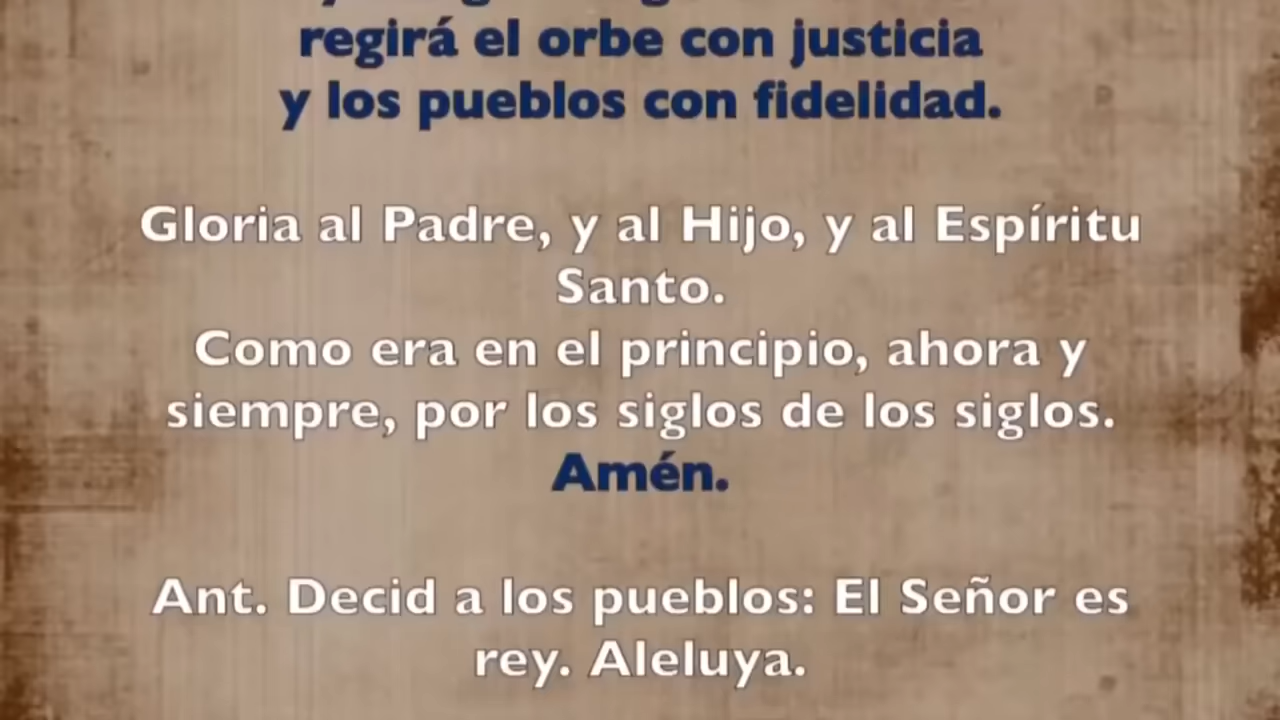 regirá el orbe con justicia
y los pueblos con fidelidad.
Gloria al Padre, y al Hijo, y al Espíritu
Santo.
Como era en el principio, ahora y
siempre, por los siglos de los siglos.
Amén.
Ant. Decid a los pueblos: El Señor es
rey. Aleluya.